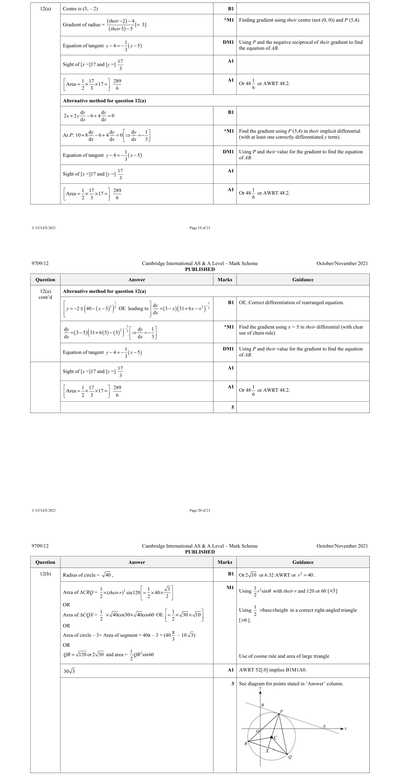 12(a) Centre is (3, – 2) B1
Gradient of radius = (their –2) – 4 / (their 3) – 5 [= 3] *M1 Finding gradient using their centre (not (0, 0)) and P (5,4).
Equation of tangent y – 4 = – 1/3 (x – 5) DM1 Using P and the negative reciprocal of their gradient to find
the equation of AB.
Sight of [x =]17 and [y =] 17/3 A1
[Area = 1/2 × 17/3 × 17 =] 289/6 A1 Or 48 1/6 or AWRT 48.2.
Alternative method for question 12(a)
2x + 2y dy/dx – 6 + 4 dy/dx = 0 B1
At P: 10 + 8 dy/dx – 6 + 4 dy/dx = 0 [⇒ dy/dx = – 1/3] *M1 Find the gradient using P (5,4) in their implicit differential
(with at least one correctly differentiated y term).
Equation of tangent y – 4 = – 1/3 (x – 5) DM1 Using P and their value for the gradient to find the equation
of AB.
Sight of [x =]17 and [y =] 17/3 A1
[Area = 1/2 × 17/3 × 17 =] 289/6 A1 Or 48 1/6 or AWRT 48.2.
© UCLES 2021 Page 19 of 21
9709/12 Cambridge International AS & A Level – Mark Scheme October/November 2021
PUBLISHED
Question Answer Marks Guidance
12(a) Alternative method for question 12(a)
cont'd
[y = –2 ± (40 – (x – 3)²)^(1/2) OE leading to] dy/dx = (3 – x)(31 + 6x – x²)^(–1/2) B1 OE. Correct differentiation of rearranged equation.
dy/dx = (3 – 5)(31 + 6(5) – (5)²)^(–1/2) [⇒ dy/dx = – 1/3] *M1 Find the gradient using x = 5 in their differential (with clear
use of chain rule).
Equation of tangent y – 4 = – 1/3 (x – 5) DM1 Using P and their value for the gradient to find the equation
of AB.
Sight of [x =]17 and [y =] 17/3 A1
[Area = 1/2 × 17/3 × 17 =] 289/6 A1 Or 48 1/6 or AWRT 48.2.
5
© UCLES 2021 Page 20 of 21
9709/12 Cambridge International AS & A Level – Mark Scheme October/November 2021
PUBLISHED
Question Answer Marks Guidance
12(b) Radius of circle = √40, B1 Or 2√10 or 6.32 AWRT or r² = 40.
Area of ΔCRQ = 1/2 × (their r)² sin120 [= 1/2 × 40 × √3/2] M1 Using 1/2 r² sinθ with their r and 120 or 60 [×3]
OR
Area of ΔCQX = 1/2 × √40cos30 × √40cos60 OE [= 1/2 × √30 × √10] Using 1/2 × base × height in a correct right-angled triangle
[×6].
OR
Area of circle – 3 × Area of segment = 40π – 3 × (40 π/3 – 10√3)
OR
QR = √120 or 2√30 and area = 1/2 QR² sin60 Use of cosine rule and area of large triangle
30√3 A1 AWRT 52[.0] implies B1M1A0.
3 See diagram for points stated in 'Answer' column.
y
B
P
A
x
C
R
X
Q